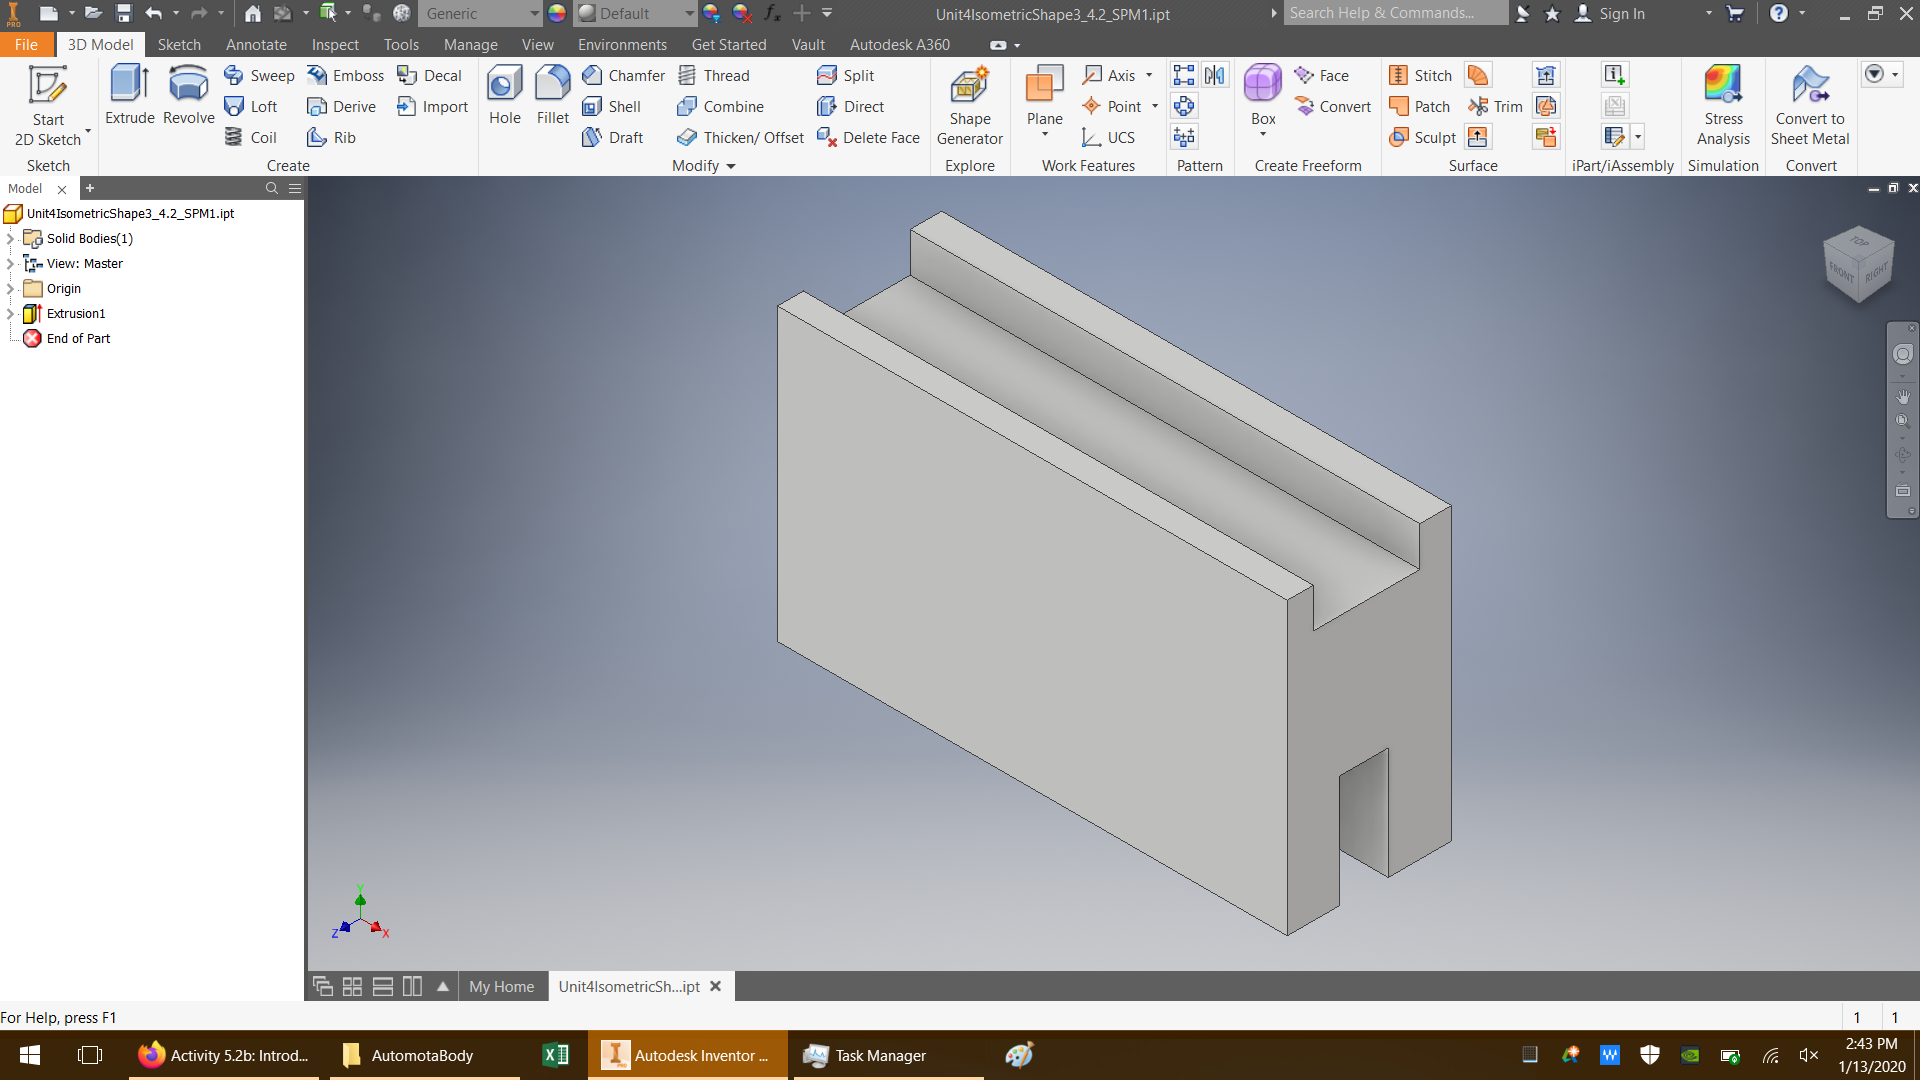 Generic
Default
Unit4IsometricShape3_4.2_SPM1.ipt
Search Help & Commands...
Sign In
File
3D Model
Sketch
Annotate
Inspect
Tools
Manage
View
Environments
Get Started
Vault
Autodesk A360
Start
2D Sketch
Sketch
Extrude
Revolve
Sweep
Loft
Coil
Emboss
Derive
Rib
Decal
Import
Create
Hole
Fillet
Chamfer
Shell
Draft
Thread
Combine
Thicken/ Offset
Split
Direct
Delete Face
Modify
Shape
Generator
Explore
Plane
Axis
Point
UCS
Work Features
Pattern
Box
Face
Convert
Create Freeform
Stitch
Patch
Sculpt
Trim
Surface
iPart/iAssembly
Stress
Analysis
Simulation
Convert to
Sheet Metal
Convert
Model
Unit4IsometricShape3_4.2_SPM1.ipt
Solid Bodies(1)
View: Master
Origin
Extrusion1
End of Part
TOP
FRONT
RIGHT
Y
Z
X
My Home
Unit4IsometricSh...ipt
For Help, press F1
1
1
Activity 5.2b: Introd...
AutomotaBody
Autodesk Inventor ...
Task Manager
2:43 PM
1/13/2020